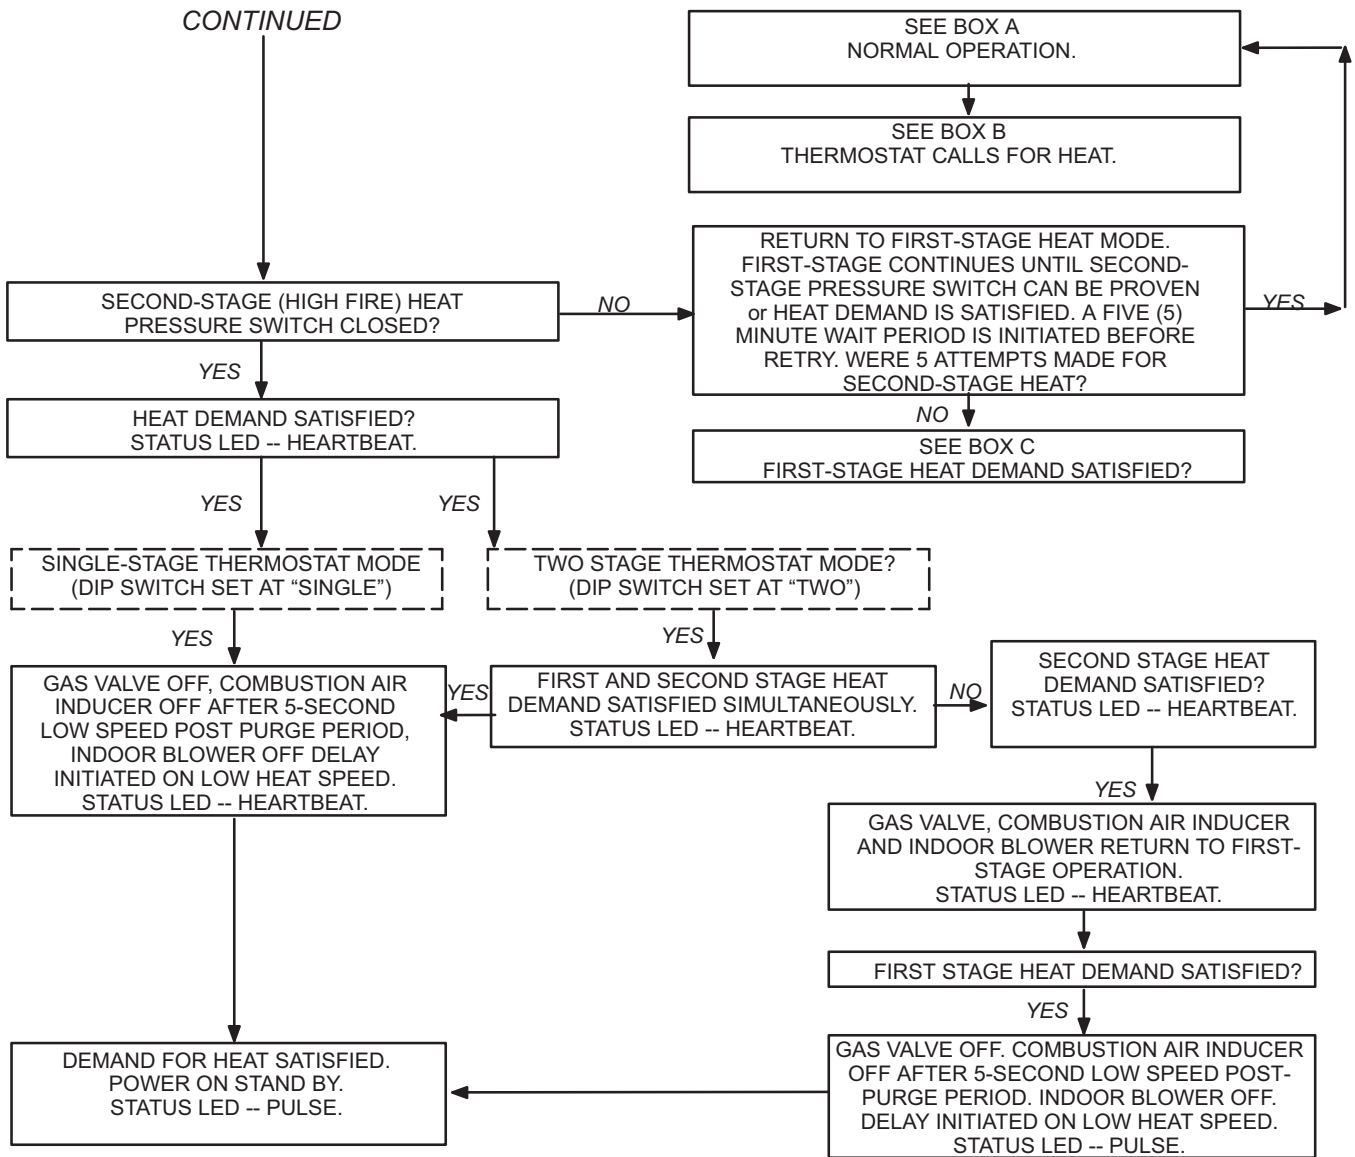 CONTINUED
SEE BOX A
NORMAL OPERATION.
SEE BOX B
THERMOSTAT CALLS FOR HEAT.
SECOND-STAGE (HIGH FIRE) HEAT
PRESSURE SWITCH CLOSED?
NO
RETURN TO FIRST-STAGE HEAT MODE.
FIRST-STAGE CONTINUES UNTIL SECOND-
STAGE PRESSURE SWITCH CAN BE PROVEN
or HEAT DEMAND IS SATISFIED. A FIVE (5)
MINUTE WAIT PERIOD IS INITIATED BEFORE
RETRY. WERE 5 ATTEMPTS MADE FOR
SECOND-STAGE HEAT?
YES
YES
HEAT DEMAND SATISFIED?
STATUS LED -- HEARTBEAT.
NO
SEE BOX C
FIRST-STAGE HEAT DEMAND SATISFIED?
YES
YES
SINGLE-STAGE THERMOSTAT MODE
(DIP SWITCH SET AT “SINGLE”)
TWO STAGE THERMOSTAT MODE?
(DIP SWITCH SET AT “TWO”)
YES
YES
GAS VALVE OFF, COMBUSTION AIR
INDUCER OFF AFTER 5-SECOND
LOW SPEED POST PURGE PERIOD,
INDOOR BLOWER OFF DELAY
INITIATED ON LOW HEAT SPEED.
STATUS LED -- HEARTBEAT.
YES
FIRST AND SECOND STAGE HEAT
DEMAND SATISFIED SIMULTANEOUSLY.
STATUS LED -- HEARTBEAT.
NO
SECOND STAGE HEAT
DEMAND SATISFIED?
STATUS LED -- HEARTBEAT.
YES
GAS VALVE, COMBUSTION AIR INDUCER
AND INDOOR BLOWER RETURN TO FIRST-
STAGE OPERATION.
STATUS LED -- HEARTBEAT.
FIRST STAGE HEAT DEMAND SATISFIED?
YES
DEMAND FOR HEAT SATISFIED.
POWER ON STAND BY.
STATUS LED -- PULSE.
GAS VALVE OFF. COMBUSTION AIR INDUCER
OFF AFTER 5-SECOND LOW SPEED POST-
PURGE PERIOD. INDOOR BLOWER OFF.
DELAY INITIATED ON LOW HEAT SPEED.
STATUS LED -- PULSE.